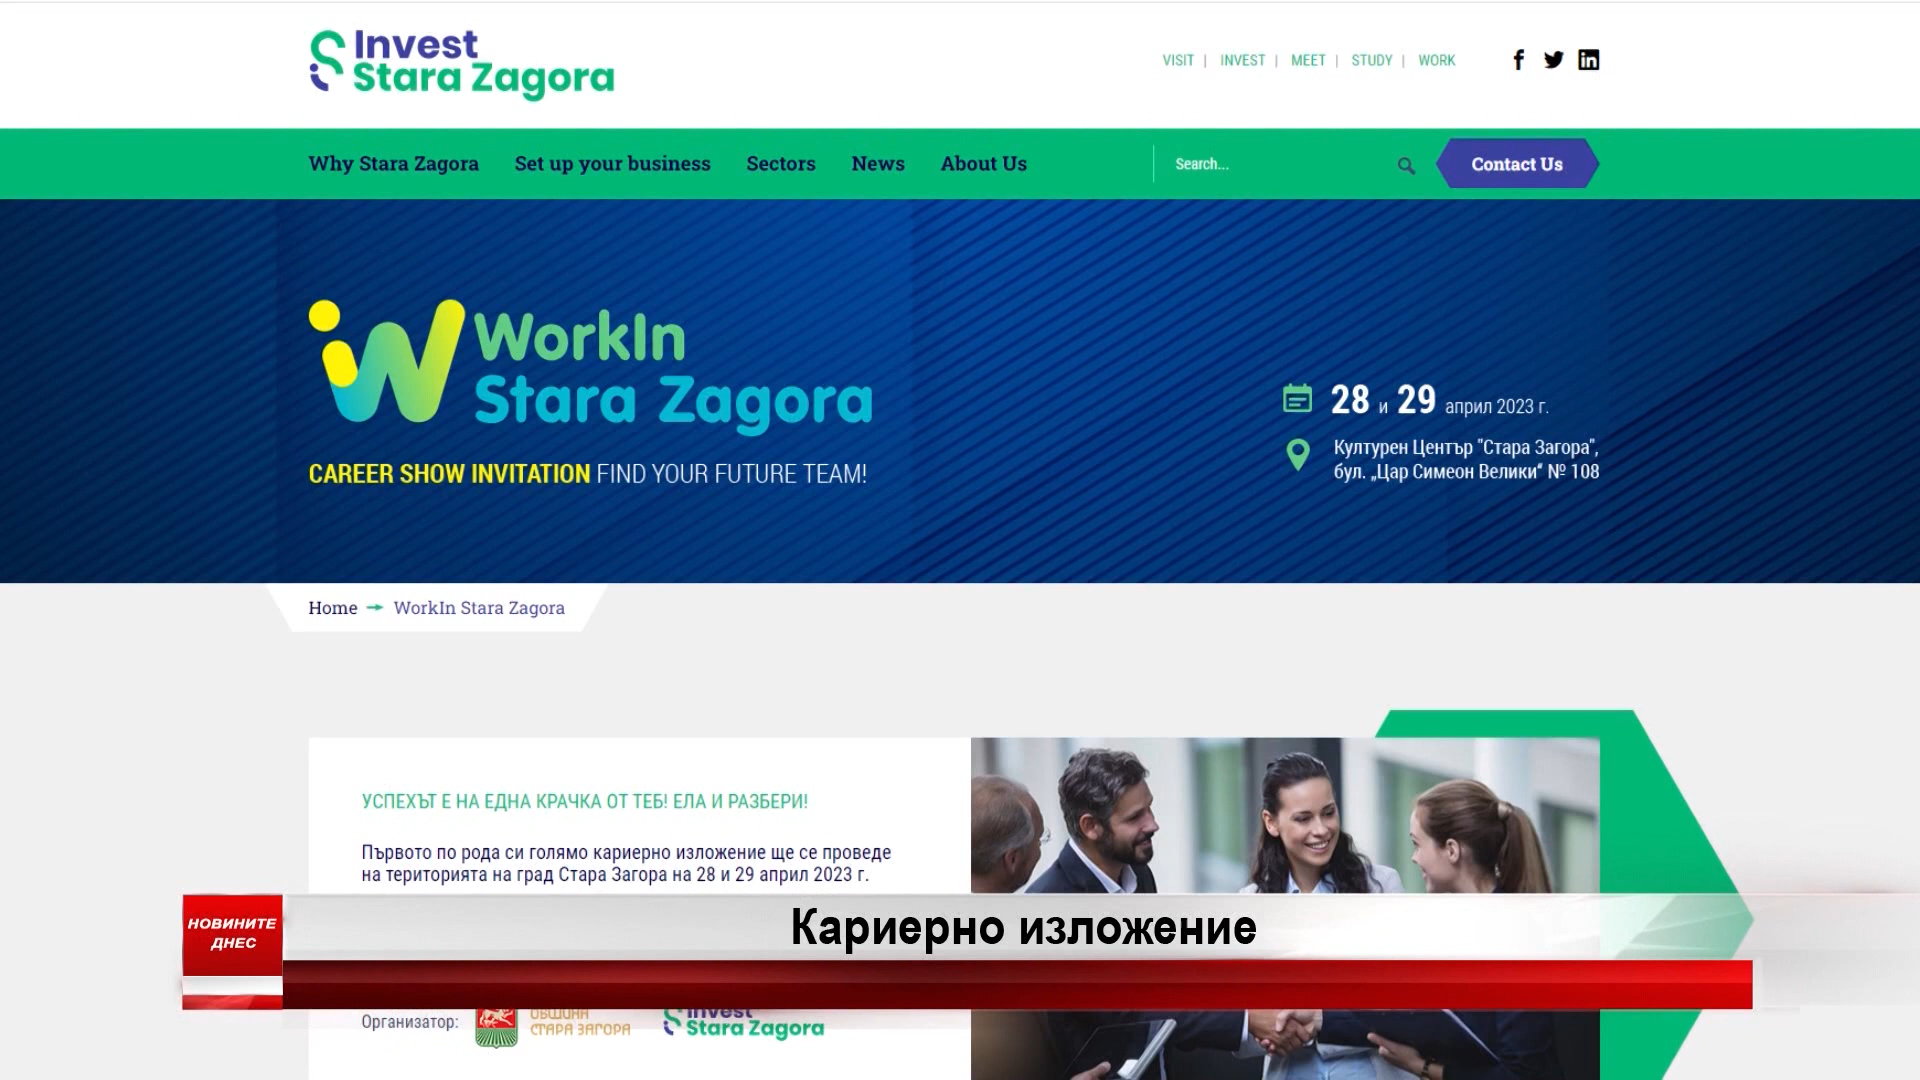 Invest
Stara Zagora
VISIT | INVEST | MEET | STUDY | WORK
Why Stara Zagora Set up your business Sectors News About Us Search... Contact Us
WorkIn
Stara Zagora
CAREER SHOW INVITATION FIND YOUR FUTURE TEAM!
28 и 29 април 2023 г.
Културен Център "Стара Загора",
бул. „Цар Симеон Велики“ № 108
Home WorkIn Stara Zagora
УСПЕХЪТ Е НА ЕДНА КРАЧКА ОТ ТЕБ! ЕЛА И РАЗБЕРИ!
Първото по рода си голямо кариерно изложение ще се проведе
на територията на град Стара Загора на 28 и 29 април 2023 г.
НОВИНИТЕ
ДНЕС
Кариерно изложение
Организатор:
ОБЩИНА
СТАРА ЗАГОРА
Invest
Stara Zagora